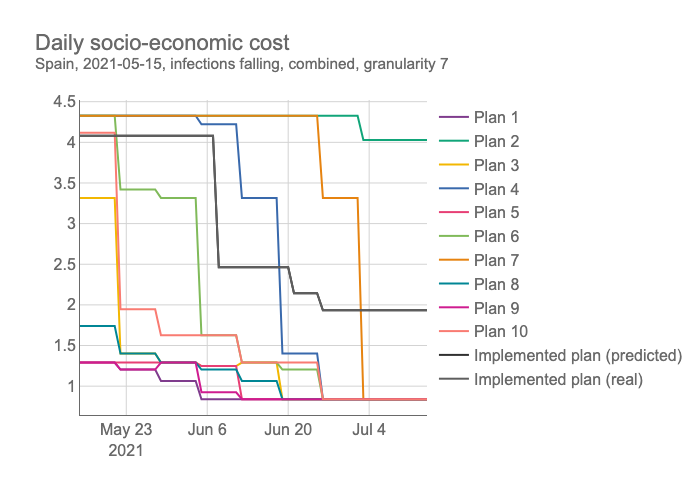 Daily socio-economic cost
Spain, 2021-05-15, infections falling, combined, granularity 7
4.5
4
3.5
3
2.5
2
1.5
1
May 23
2021
Jun 6
Jun 20
Jul 4
Plan 1
Plan 2
Plan 3
Plan 4
Plan 5
Plan 6
Plan 7
Plan 8
Plan 9
Plan 10
Implemented plan (predicted)
Implemented plan (real)